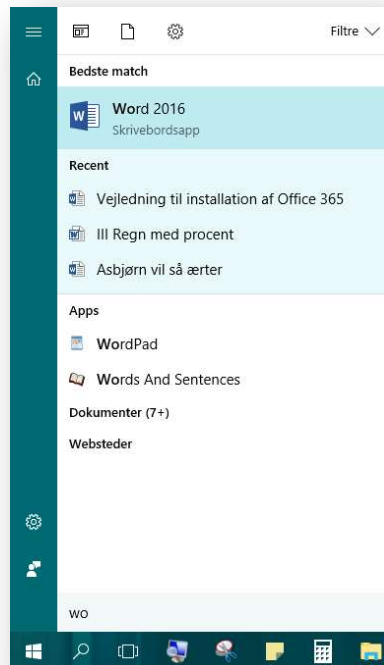 Filtre
Bedste match
Word 2016
Skrivebordsapp
Recent
Vejledning til installation af Office 365
III Regn med procent
Asbjørn vil så ærter
Apps
WordPad
Words And Sentences
Dokumenter (7+)
Websteder
wo